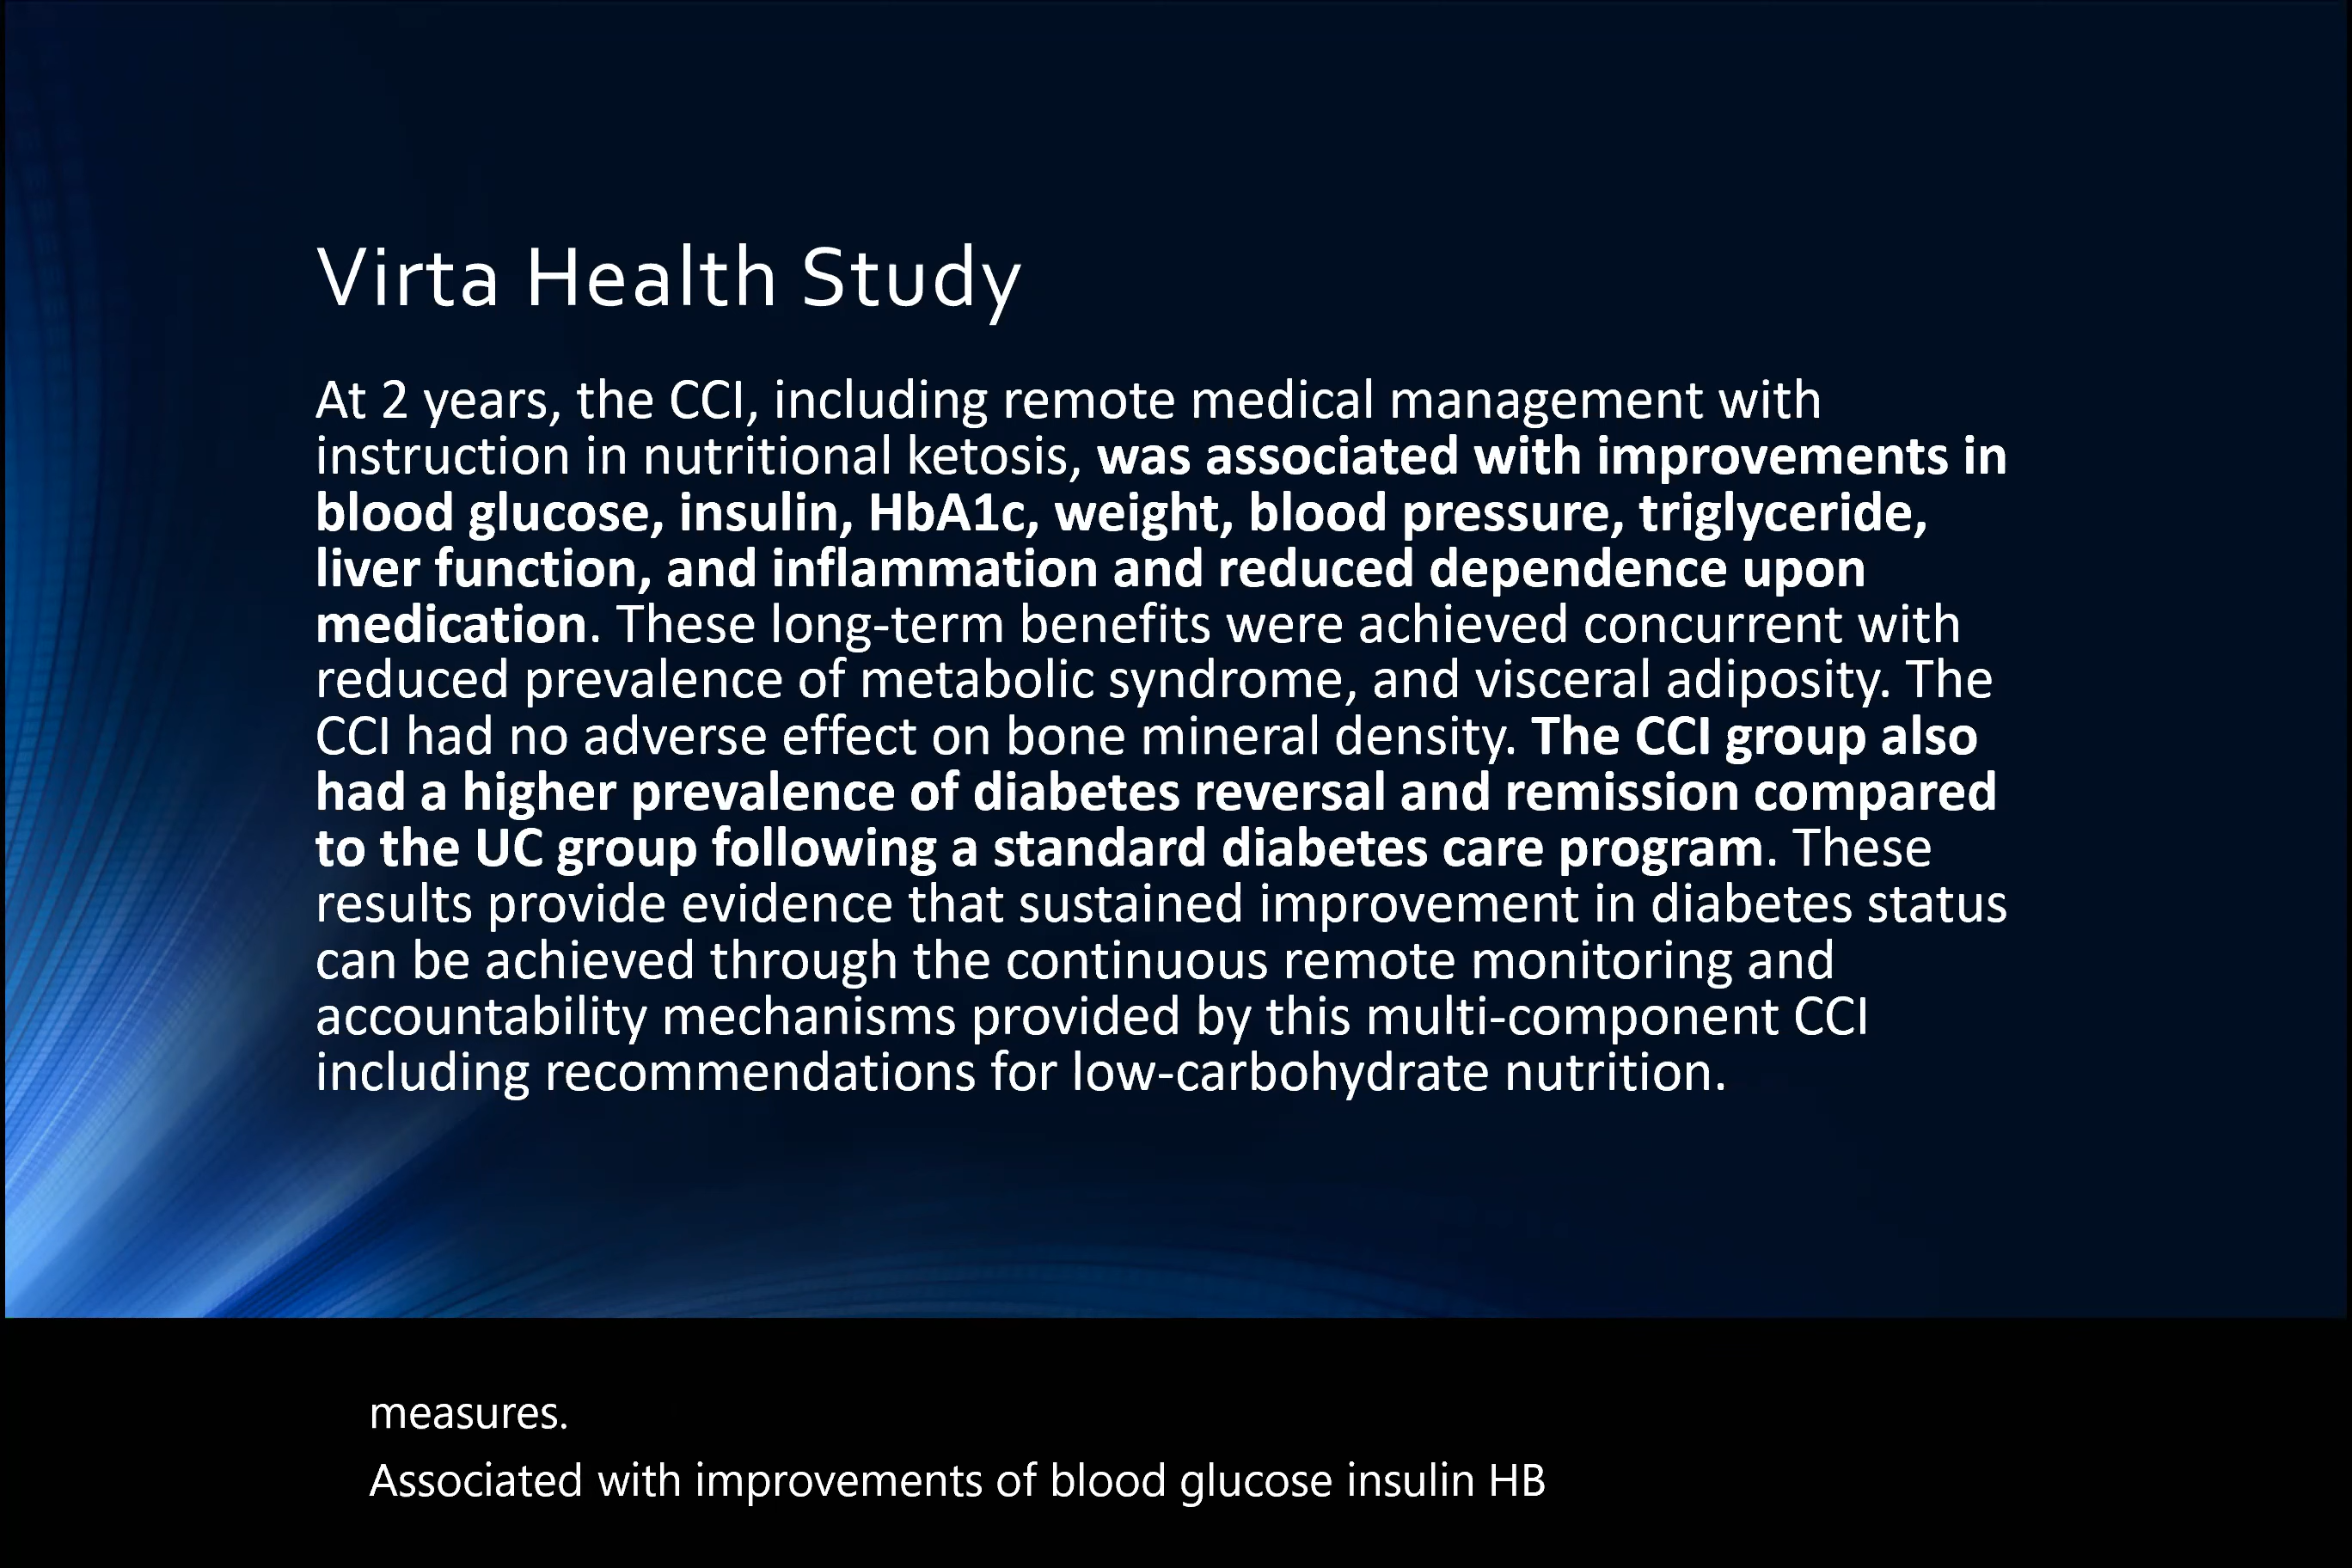 Virta Health Study
At 2 years, the CCI, including remote medical management with
instruction in nutritional ketosis, was associated with improvements in
blood glucose, insulin, HbA1c, weight, blood pressure, triglyceride,
liver function, and inflammation and reduced dependence upon
medication. These long-term benefits were achieved concurrent with
reduced prevalence of metabolic syndrome, and visceral adiposity. The
CCI had no adverse effect on bone mineral density. The CCI group also
had a higher prevalence of diabetes reversal and remission compared
to the UC group following a standard diabetes care program. These
results provide evidence that sustained improvement in diabetes status
can be achieved through the continuous remote monitoring and
accountability mechanisms provided by this multi-component CCI
including recommendations for low-carbohydrate nutrition.
measures.
Associated with improvements of blood glucose insulin HB